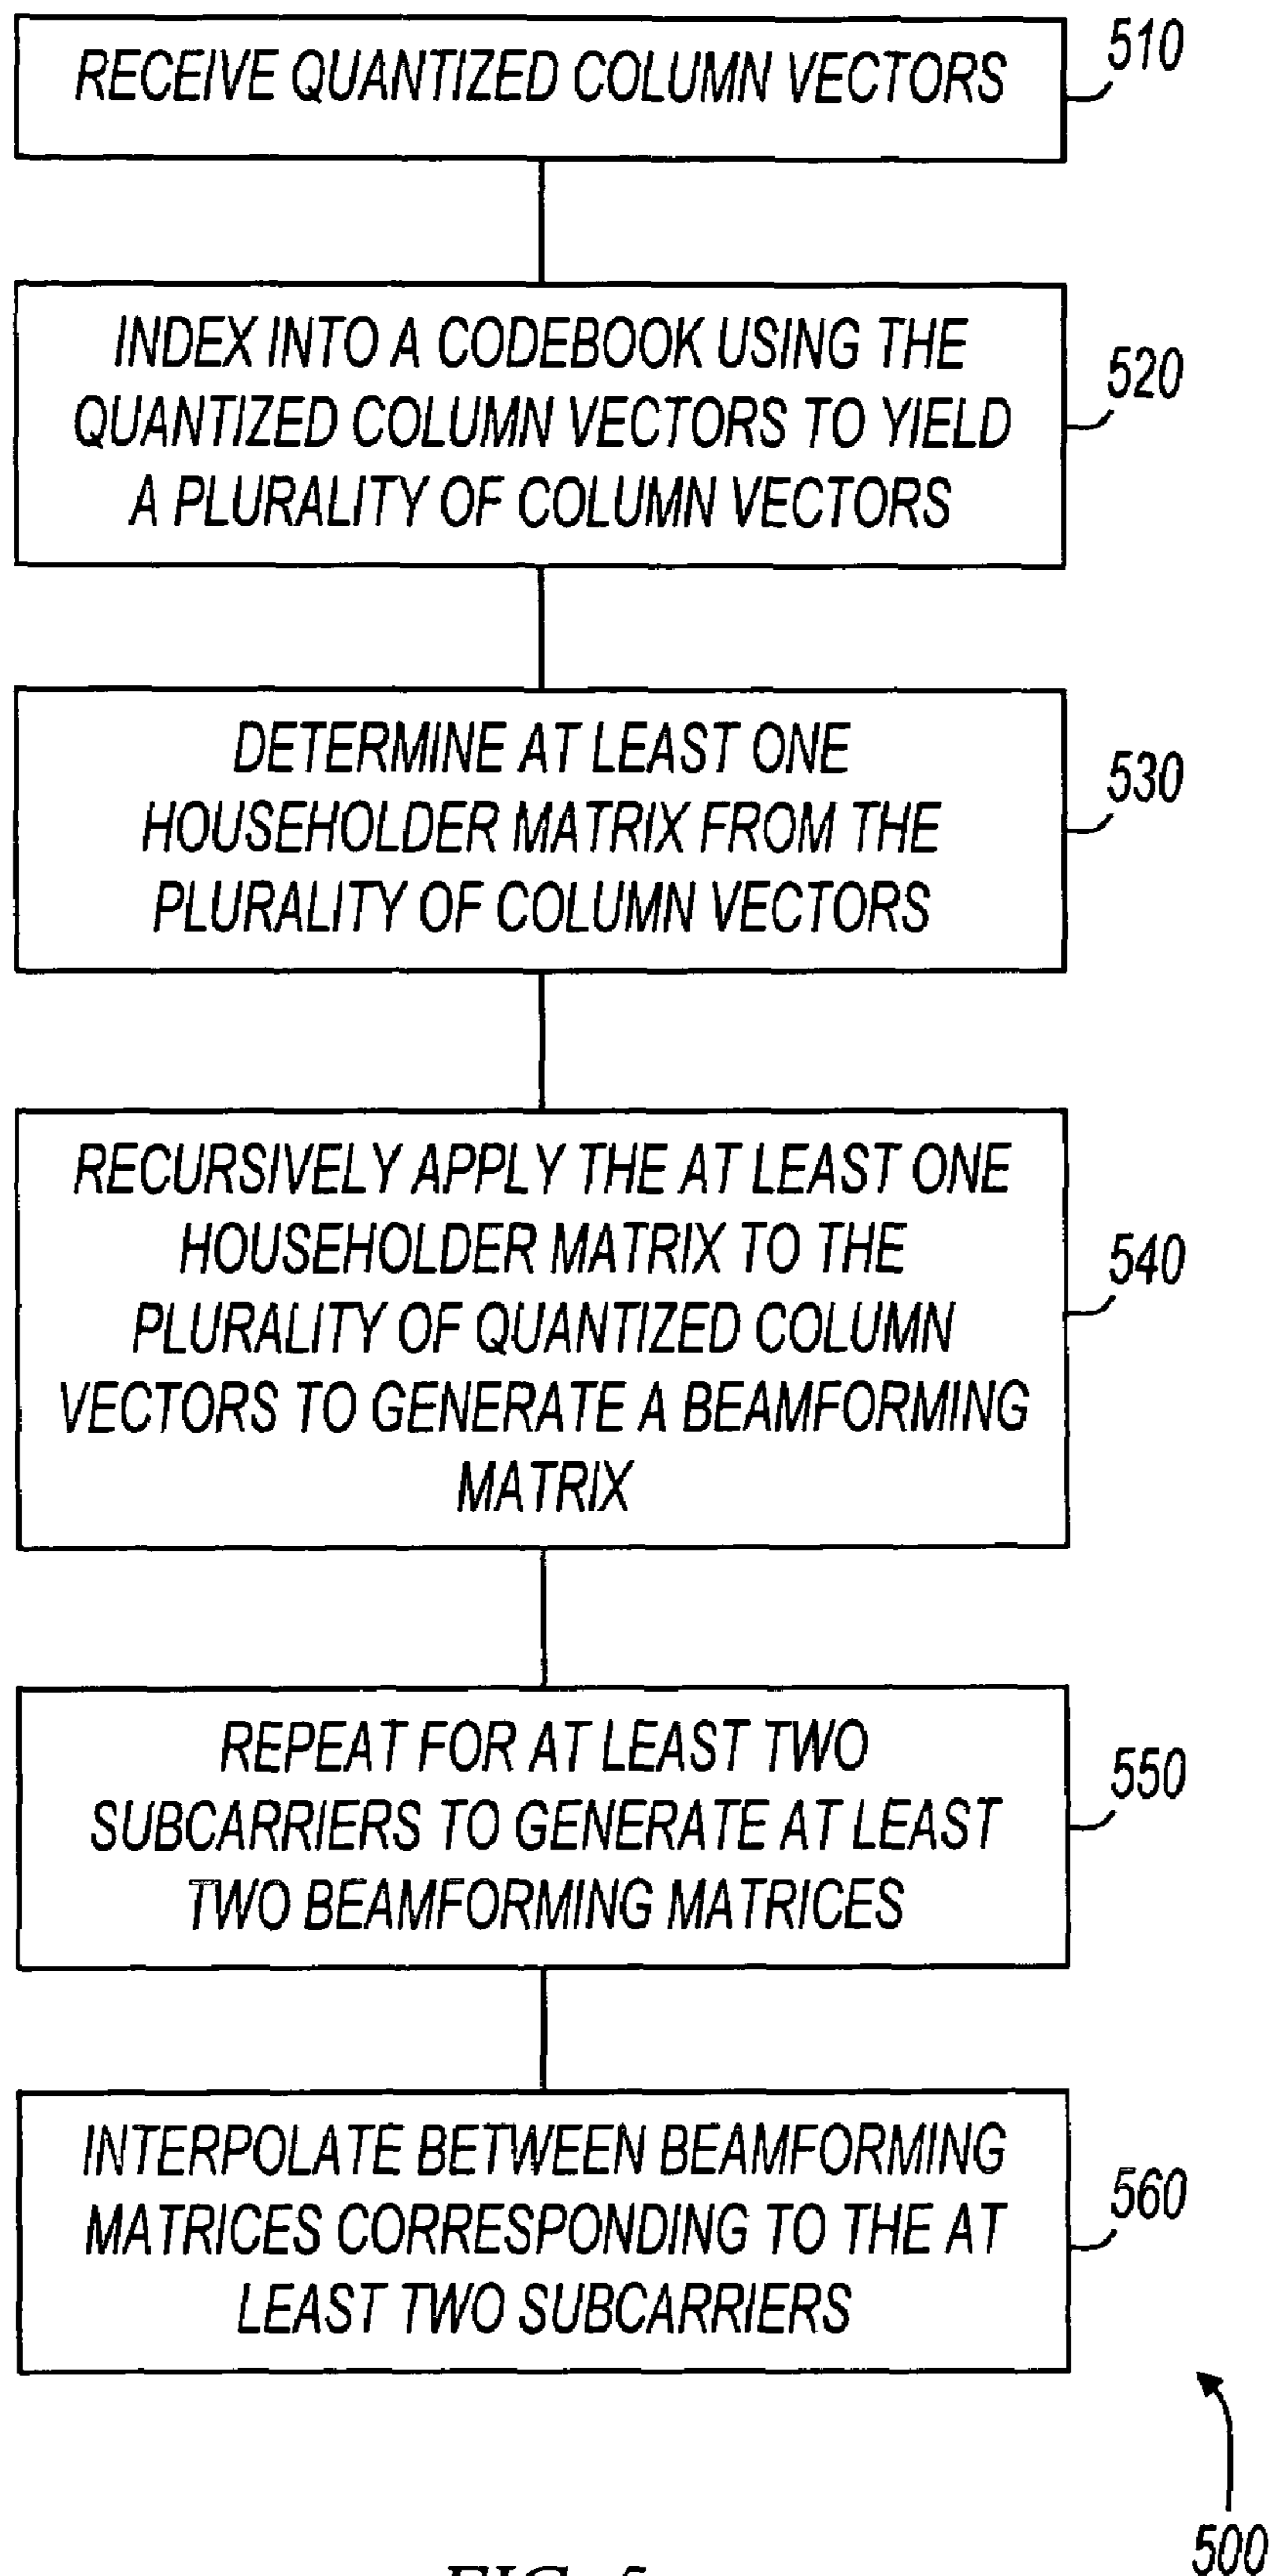 RECEIVE QUANTIZED COLUMN VECTORS
510
INDEX INTO A CODEBOOK USING THE
QUANTIZED COLUMN VECTORS TO YIELD
A PLURALITY OF COLUMN VECTORS
520
DETERMINE AT LEAST ONE
HOUSEHOLDER MATRIX FROM THE
PLURALITY OF COLUMN VECTORS
530
RECURSIVELY APPLY THE AT LEAST ONE
HOUSEHOLDER MATRIX TO THE
PLURALITY OF QUANTIZED COLUMN
VECTORS TO GENERATE A BEAMFORMING
MATRIX
540
REPEAT FOR AT LEAST TWO
SUBCARRIERS TO GENERATE AT LEAST
TWO BEAMFORMING MATRICES
550
INTERPOLATE BETWEEN BEAMFORMING
MATRICES CORRESPONDING TO THE AT
LEAST TWO SUBCARRIERS
560
500
FIG. 5